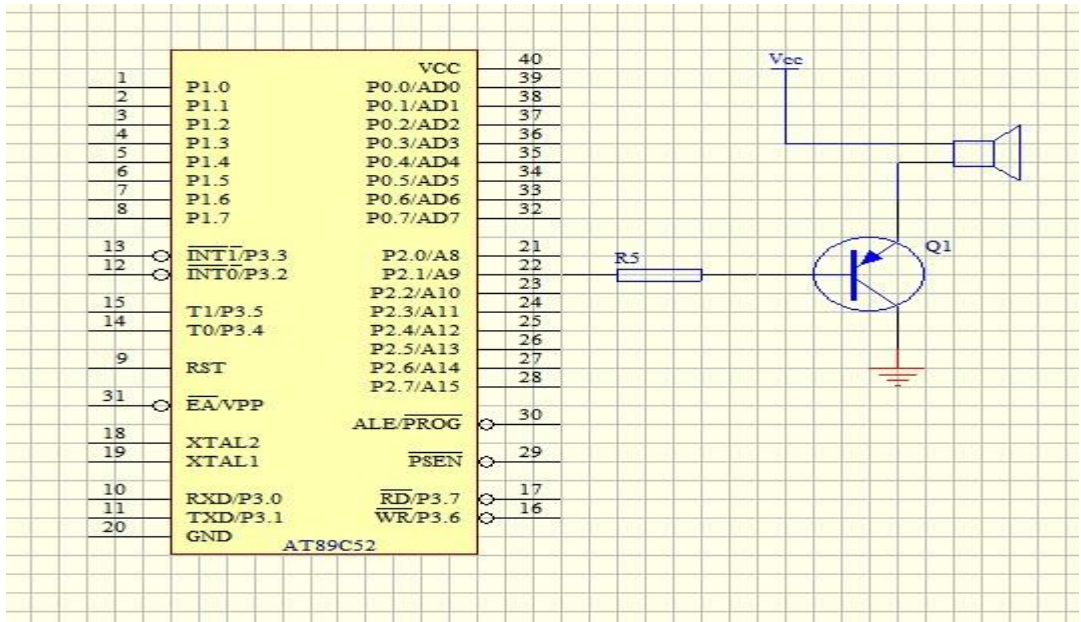 VCC 40
1 P1.0 P0.0/AD0 39
2 P1.1 P0.1/AD1 38
3 P1.2 P0.2/AD2 37
4 P1.3 P0.3/AD3 36
5 P1.4 P0.4/AD4 35
6 P1.5 P0.5/AD5 34
7 P1.6 P0.6/AD6 33
8 P1.7 P0.7/AD7 32
13 INT1/P3.3 P2.0/A8 21
12 INT0/P3.2 P2.1/A9 22
P2.2/A10 23
15 T1/P3.5 P2.3/A11 24
14 T0/P3.4 P2.4/A12 25
P2.5/A13 26
9 RST P2.6/A14 27
P2.7/A15 28
31 EA/VPP
ALE/PROG 30
18 XTAL2
19 XTAL1 PSEN 29
10 RXD/P3.0 RD/P3.7 17
11 TXD/P3.1 WR/P3.6 16
20 GND
AT89C52
Vcc
R5
Q1